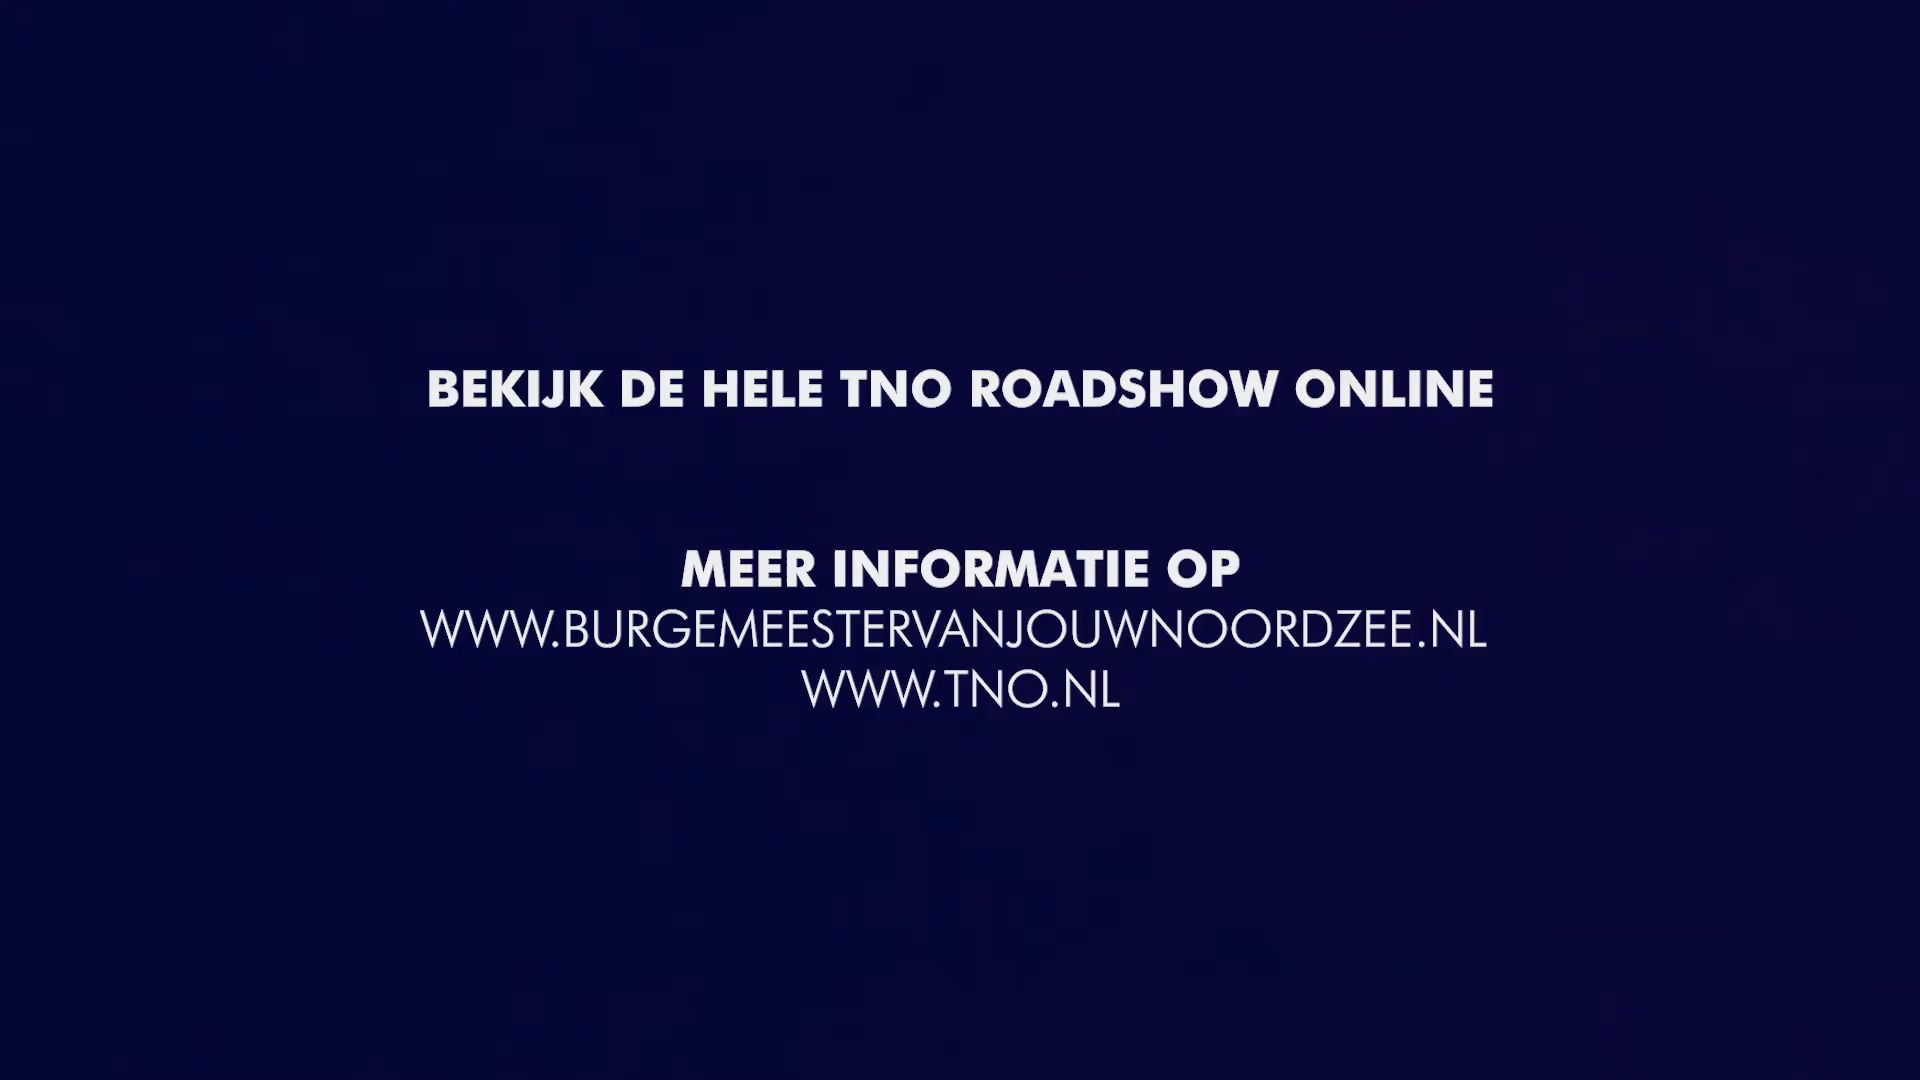 BEKIJK DE HELE TNO ROADSHOW ONLINE
MEER INFORMATIE OP
WWW.BURGEMEESTERVANJOUWNOORDZEE.NL
WWW.TNO.NL